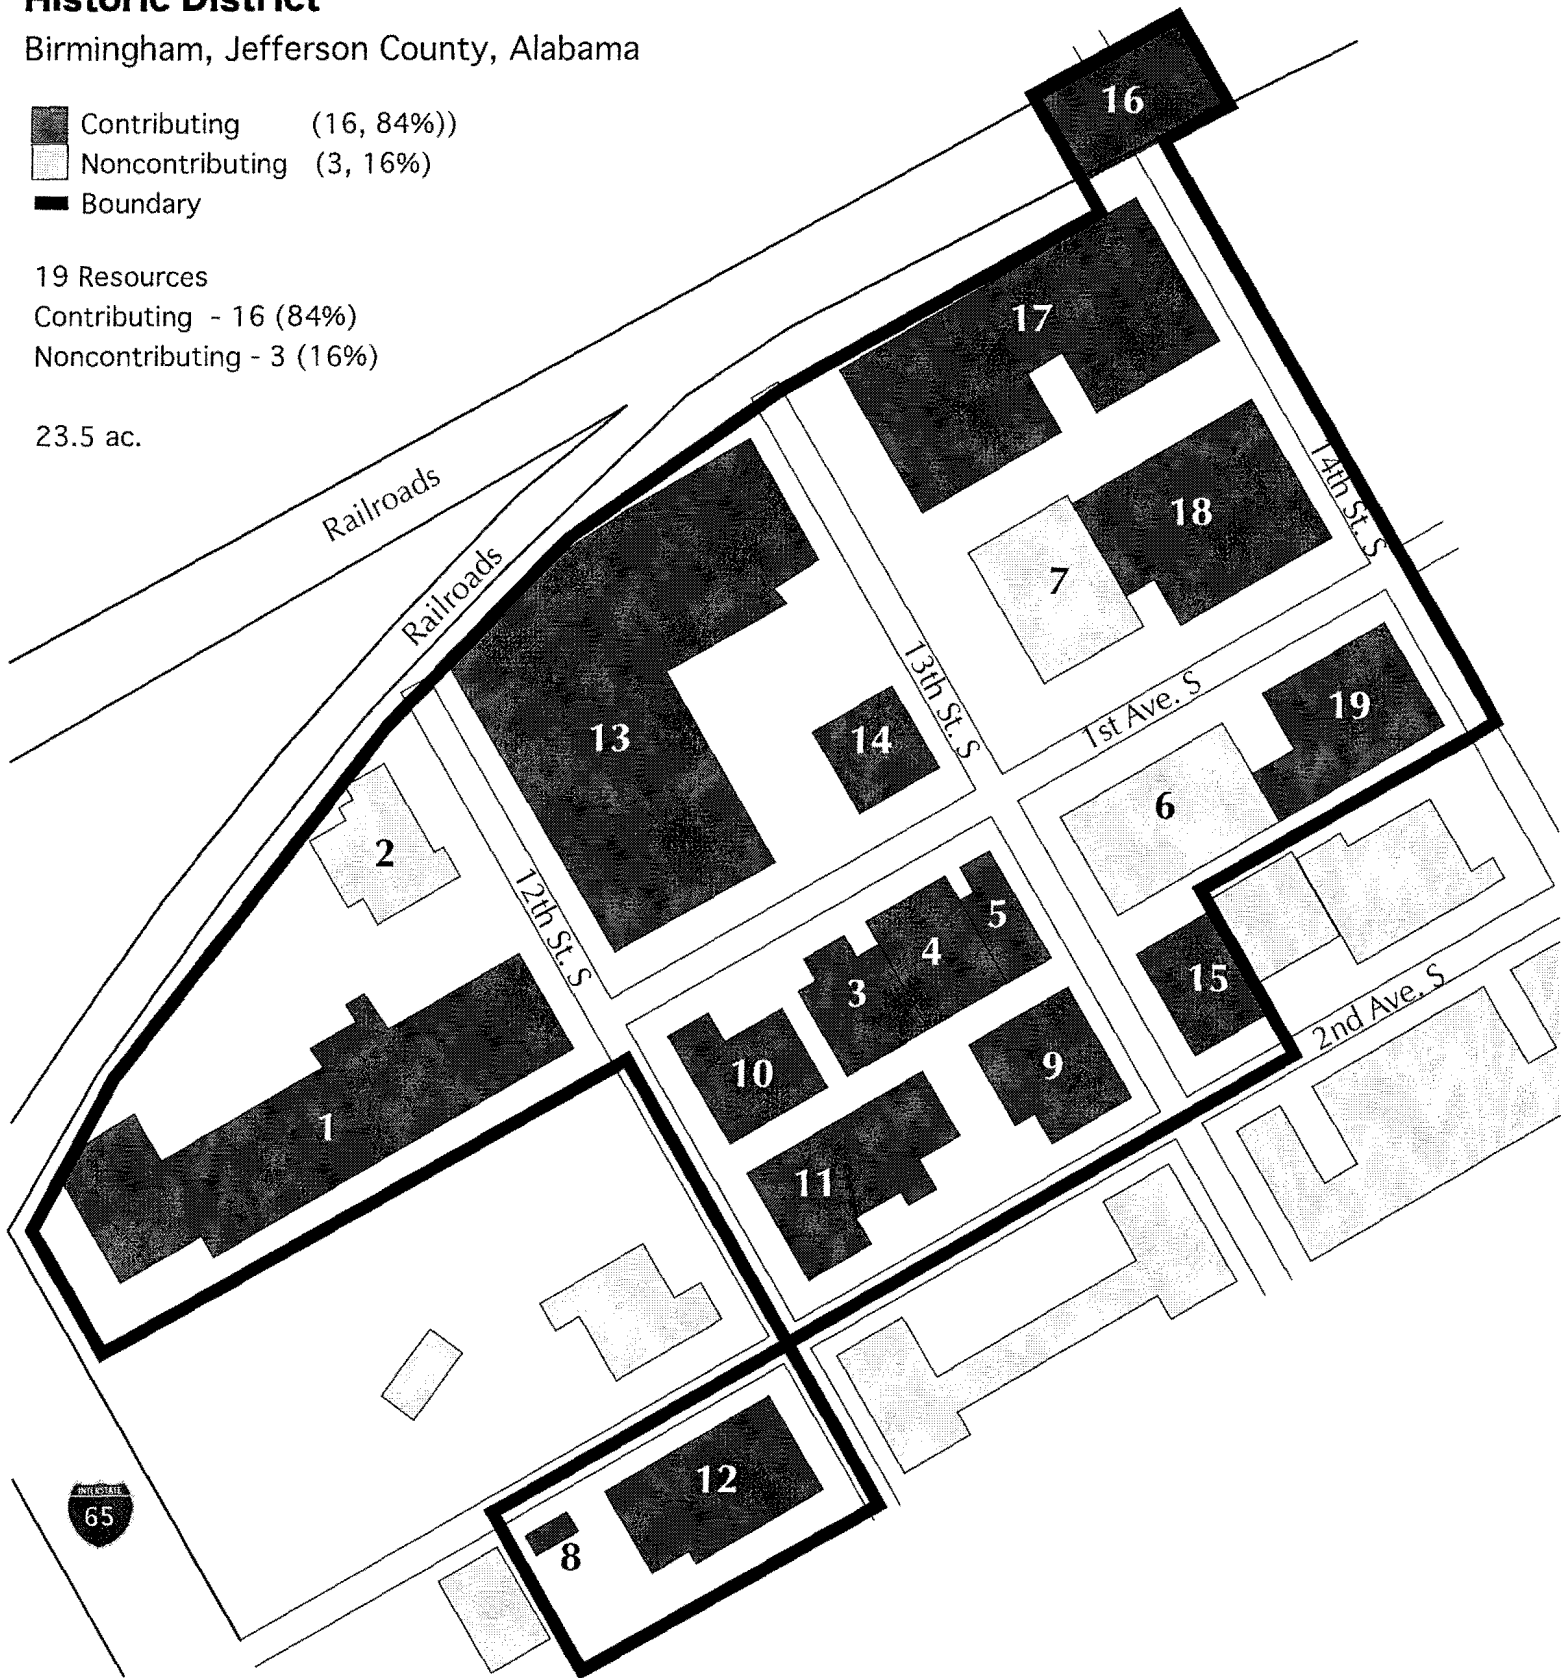 Historic District
Birmingham, Jefferson County, Alabama
Contributing (16, 84%))
Noncontributing (3, 16%)
Boundary
19 Resources
Contributing - 16 (84%)
Noncontributing - 3 (16%)
23.5 ac.
Railroads
Railroads
16
17
18
7
14th St. S
13th St. S
1st Ave. S
19
13
14
6
2
12th St. S
5
4
3
15
10
9
2nd Ave. S
1
11
12
8
INTERSTATE
65